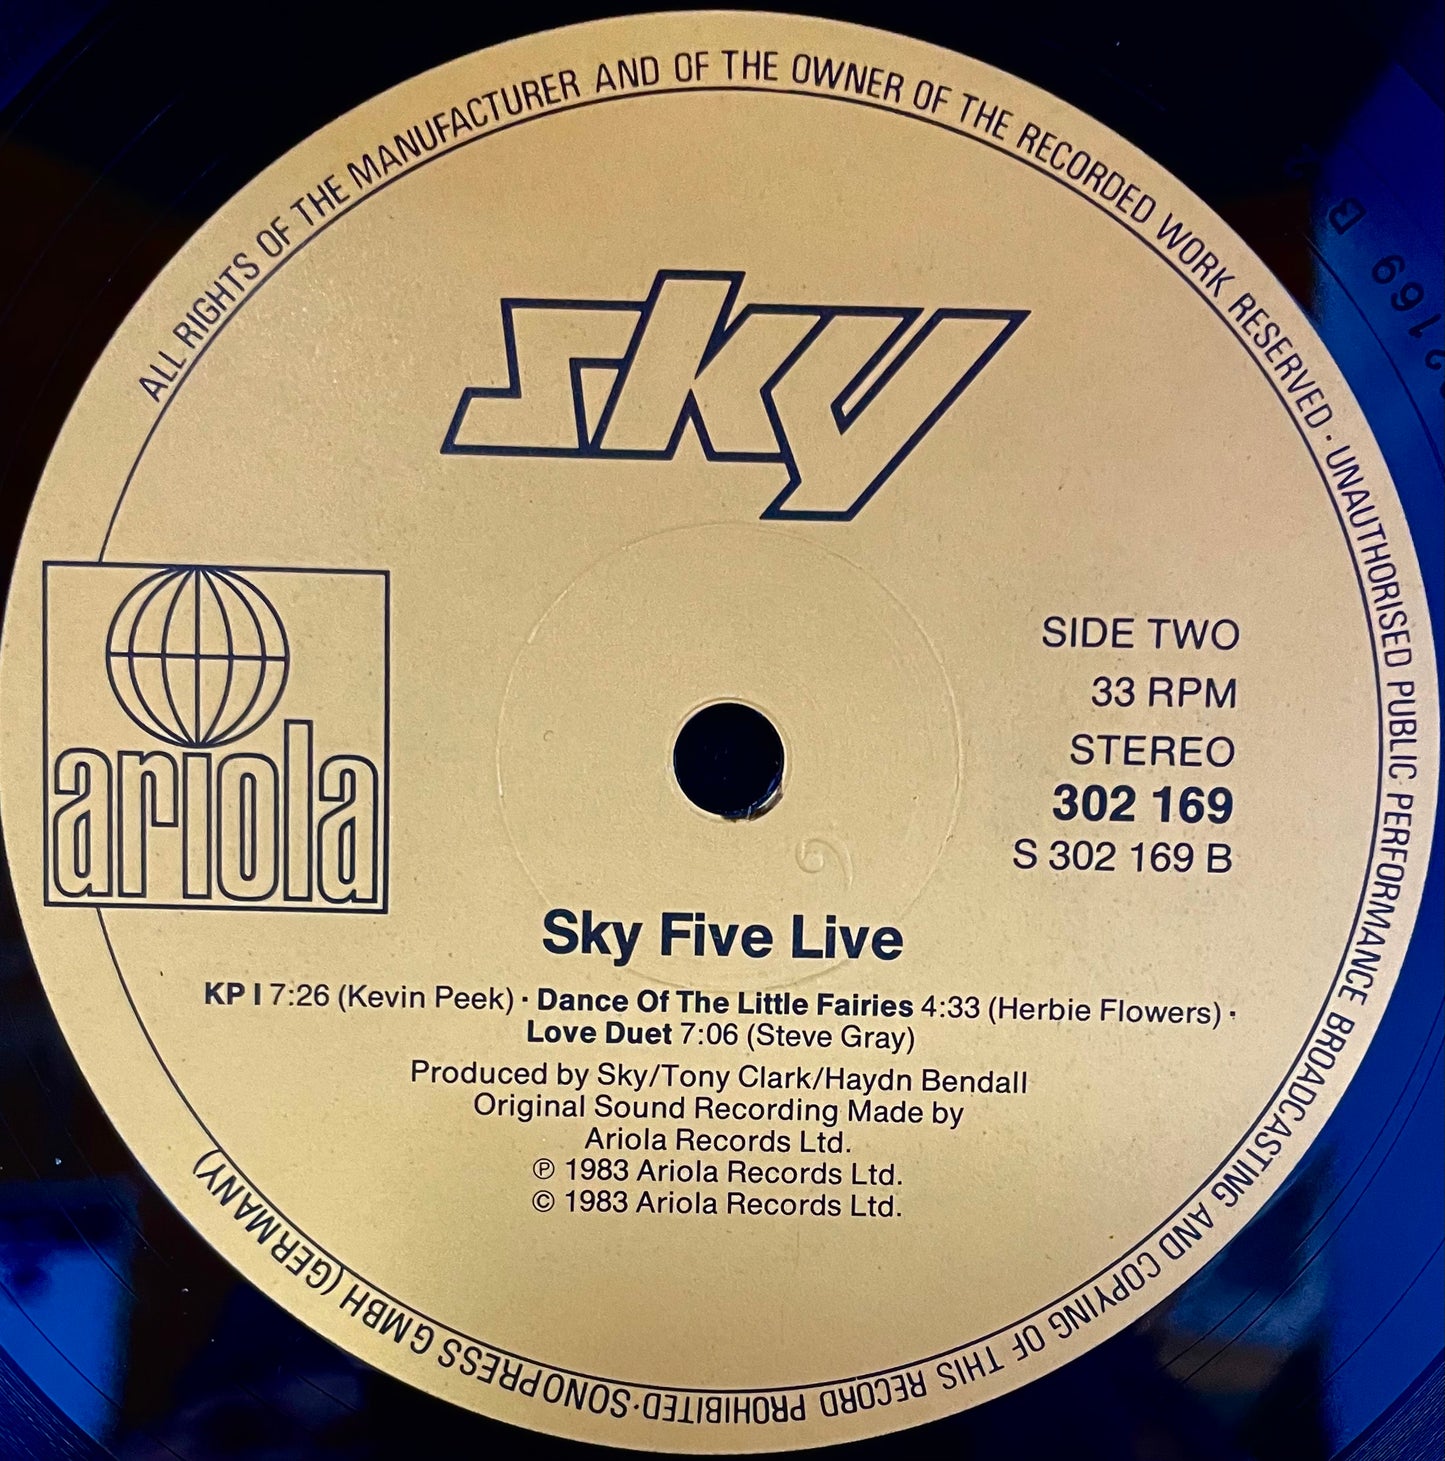 ALL RIGHTS OF THE MANUFACTURER AND OF THE OWNER OF THE RECORDED WORK RESERVED · UNAUTHORISED PUBLIC PERFORMANCE BROADCASTING AND COPYING OF THIS RECORD PROHIBITED·SONOPRESS GMBH (GERMANY)
sky
ariola
SIDE TWO
33 RPM
STEREO
302 169
S 302 169 B
Sky Five Live
KP I 7:26 (Kevin Peek) · Dance Of The Little Fairies 4:33 (Herbie Flowers) ·
Love Duet 7:06 (Steve Gray)
Produced by Sky/Tony Clark/Haydn Bendall
Original Sound Recording Made by
Ariola Records Ltd.
℗ 1983 Ariola Records Ltd.
© 1983 Ariola Records Ltd.
2169 B